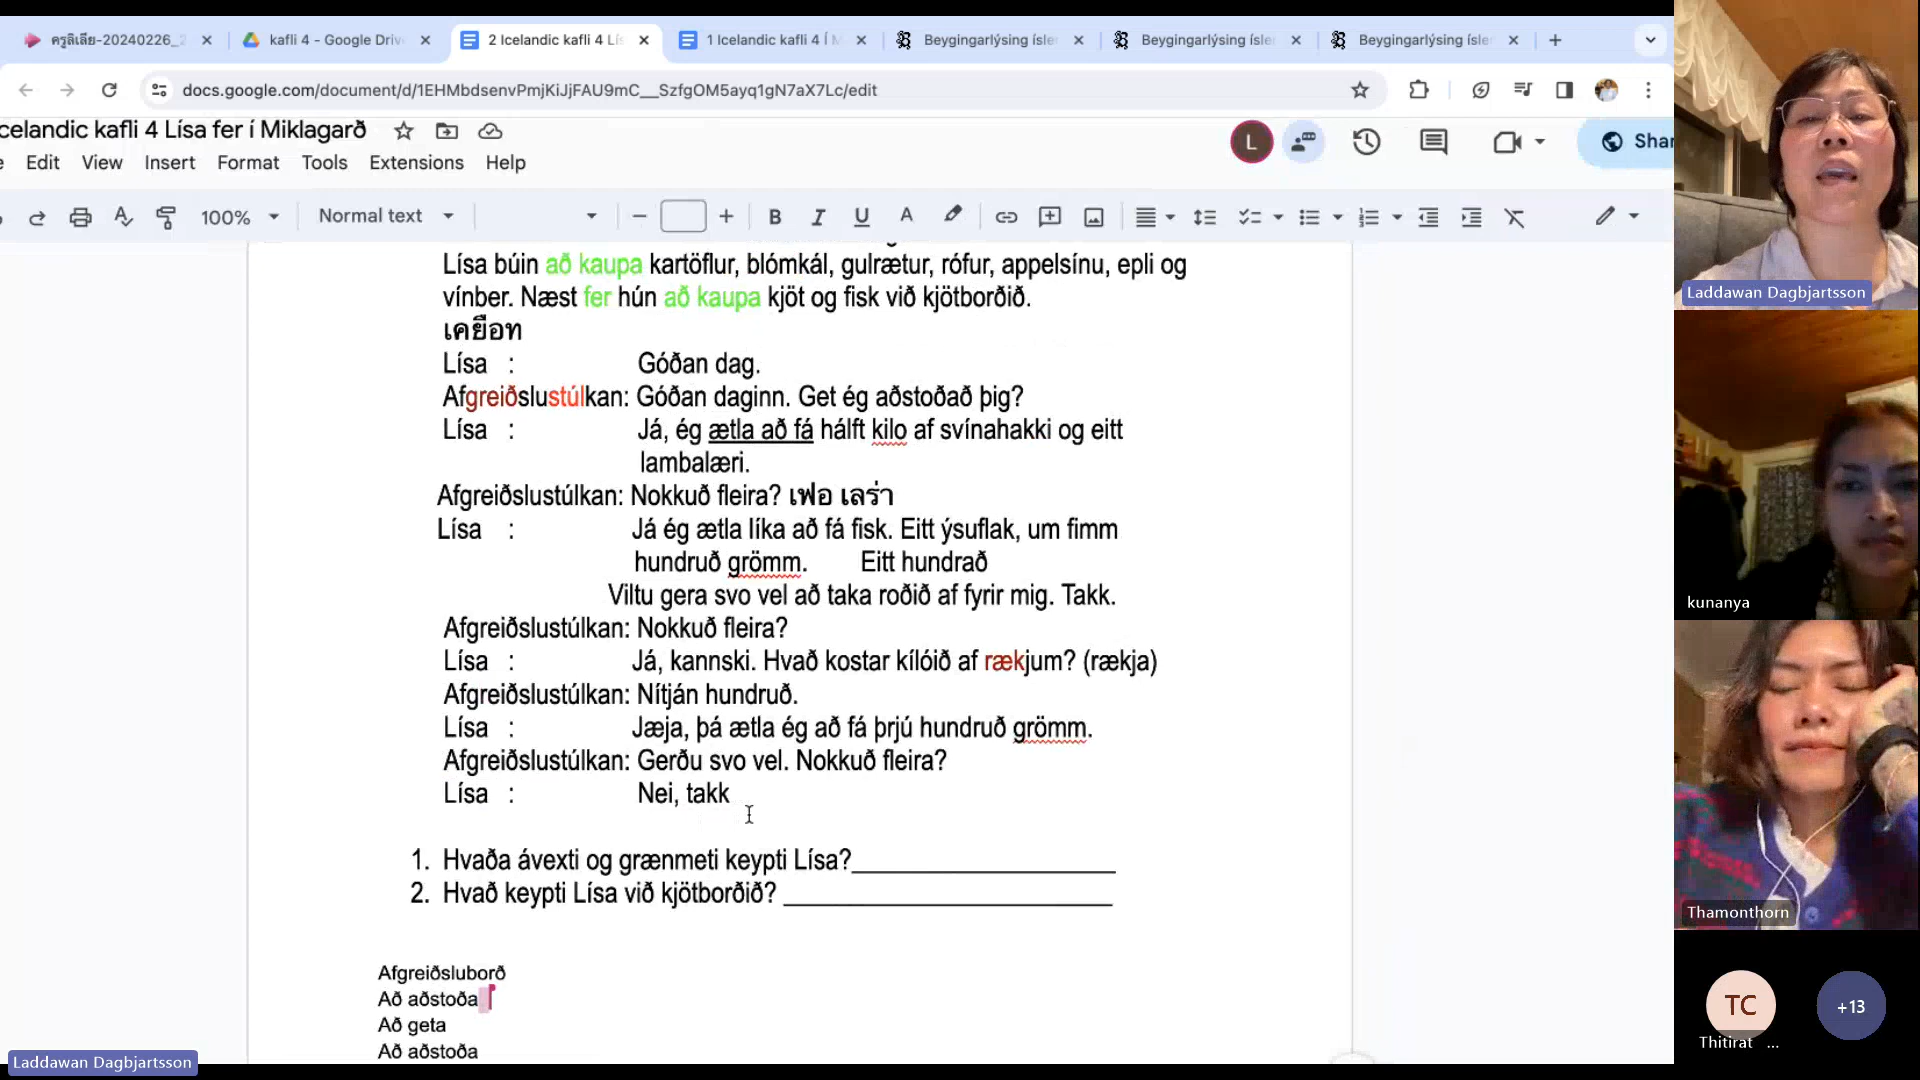 ครูลิเลีย-20240226_2
kafli 4 - Google Drive
2 Icelandic kafli 4 Lís
1 Icelandic kafli 4 Í M
Beygingarlýsing ísle
Beygingarlýsing ísle
Beygingarlýsing ísle
docs.google.com/document/d/1EHMbdsenvPmjKiJjFAU9mC__SzfgOM5ayq1gN7aX7Lc/edit
celandic kafli 4 Lísa fer í Miklagarð
L
Shar
e Edit View Insert Format Tools Extensions Help
100% Normal text
Lísa búin að kaupa kartöflur, blómkál, gulrætur, rófur, appelsínu, epli og
vínber. Næst fer hún að kaupa kjöt og fisk við kjötborðið.
เคยือท
Lísa : Góðan dag.
Afgreiðslustúlkan: Góðan daginn. Get ég aðstoðað þig?
Lísa : Já, ég ætla að fá hálft kilo af svínahakki og eitt
lambalæri.
Afgreiðslustúlkan: Nokkuð fleira? เฟอ เลร่า
Lísa : Já ég ætla líka að fá fisk. Eitt ýsuflak, um fimm
hundruð grömm. Eitt hundrað
Viltu gera svo vel að taka roðið af fyrir mig. Takk.
Afgreiðslustúlkan: Nokkuð fleira?
Lísa : Já, kannski. Hvað kostar kílóið af rækjum? (rækja)
Afgreiðslustúlkan: Nítján hundruð.
Lísa : Jæja, þá ætla ég að fá þrjú hundruð grömm.
Afgreiðslustúlkan: Gerðu svo vel. Nokkuð fleira?
Lísa : Nei, takk
1. Hvaða ávexti og grænmeti keypti Lísa?
2. Hvað keypti Lísa við kjötborðið?
Afgreiðsluborð
Að aðstoða
Að geta
Að aðstoða
Laddawan Dagbjartsson
Laddawan Dagbjartsson
kunanya
Thamonthorn
TC
+13
Thitirat ...